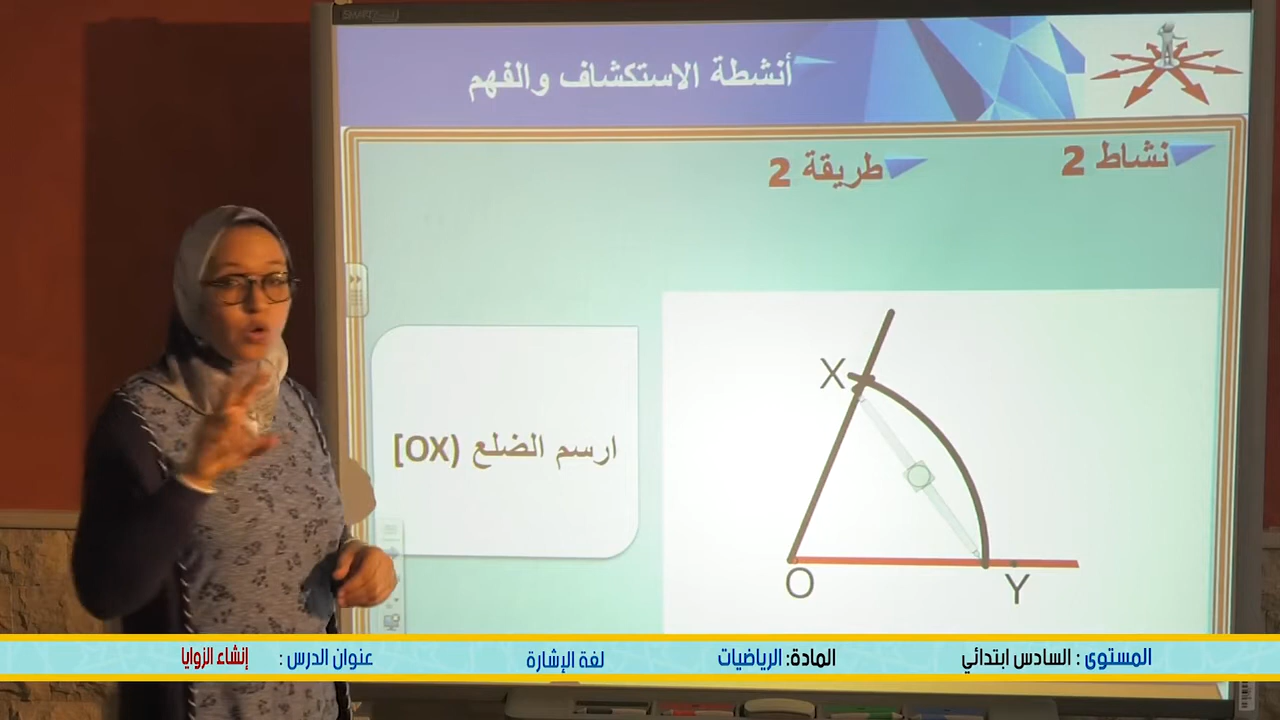 SMART
أنشطة الاستكشاف والفهم
نشاط 2
طريقة 2
ارسم الضلع [OX)
X
O
Y
المستوى : السادس ابتدائي
المادة: الرياضيات
لغة الإشارة
عنوان الدرس : إنشاء الزوايا